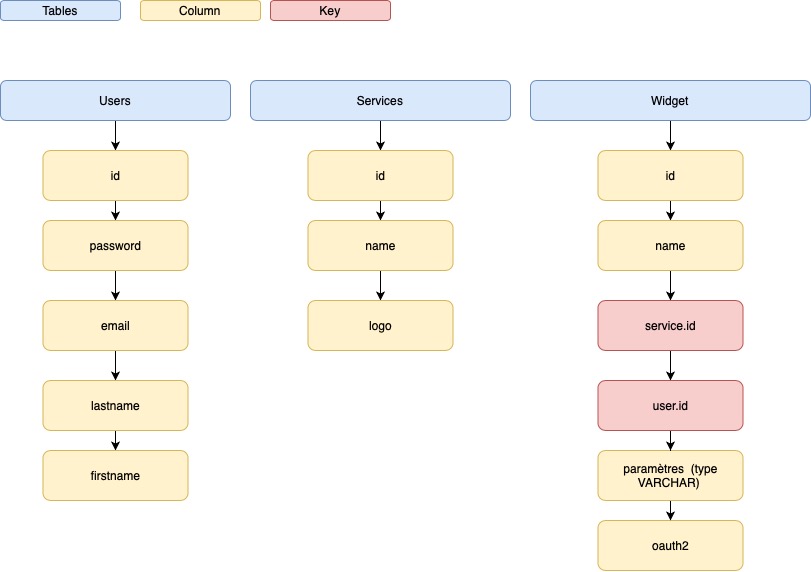 Tables
Column
Key
Users
Services
Widget
id
id
id
password
name
name
email
logo
service.id
lastname
user.id
firstname
paramètres (type
VARCHAR)
oauth2